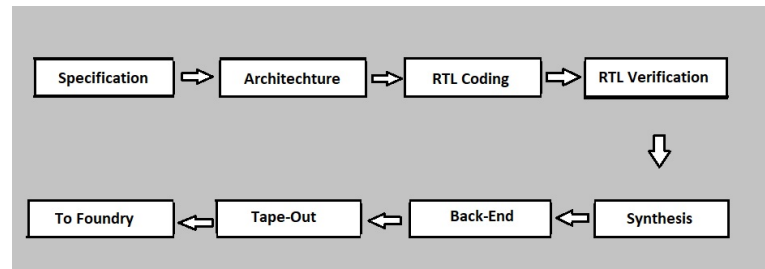 Specification
Architechture
RTL Coding
RTL Verification
Synthesis
Back-End
Tape-Out
To Foundry